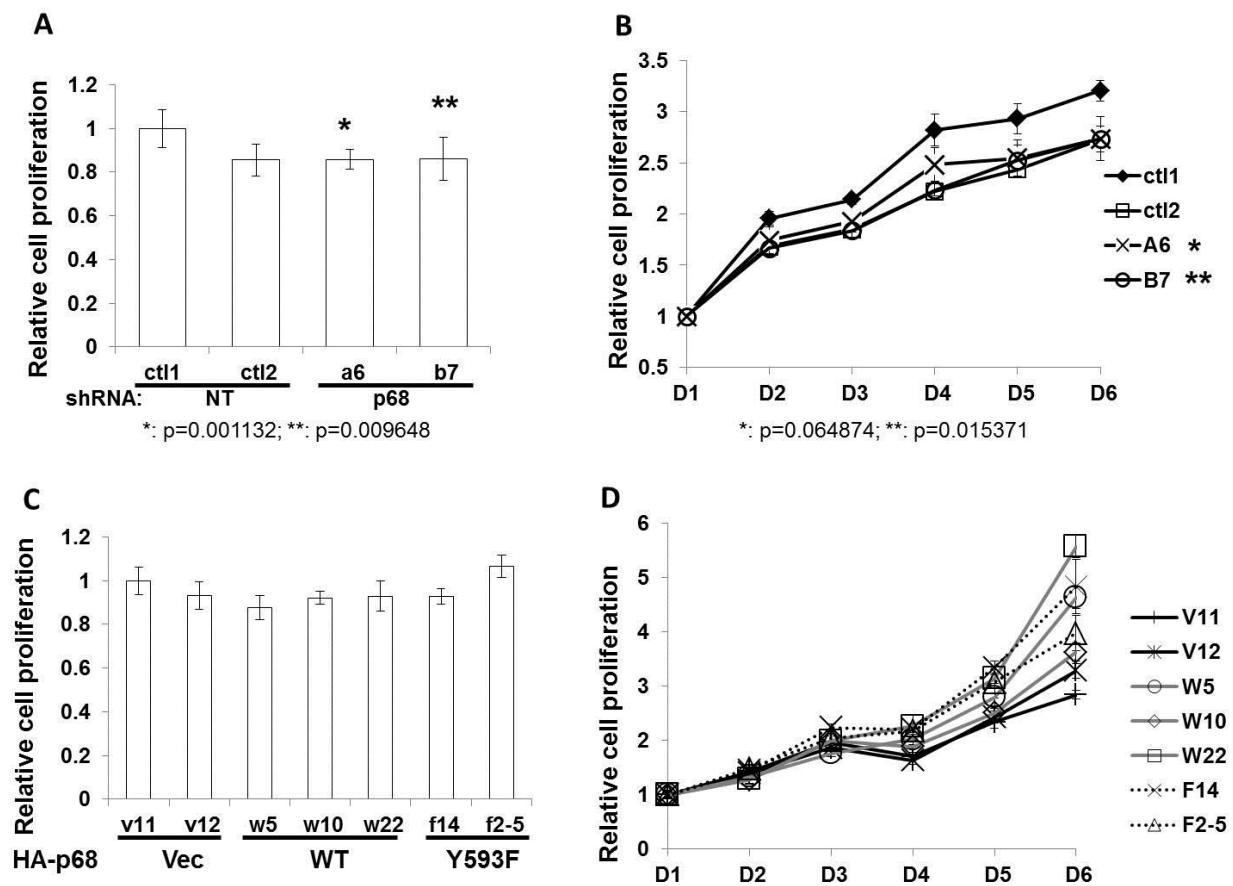 A
Relative cell proliferation
1.2
1
0.8
0.6
0.4
0.2
0
* **
ctl1 ctl2 a6 b7
shRNA: NT p68
*: p=0.001132; **: p=0.009648
B
Relative cell proliferation
3.5
3
2.5
2
1.5
1
0.5
D1 D2 D3 D4 D5 D6
ctl1
ctl2
A6 *
B7 **
*: p=0.064874; **: p=0.015371
C
Relative cell proliferation
1.2
1
0.8
0.6
0.4
0.2
0
v11 v12 w5 w10 w22 f14 f2-5
HA-p68 Vec WT Y593F
D
Relative cell proliferation
6
5
4
3
2
1
0
D1 D2 D3 D4 D5 D6
V11
V12
W5
W10
W22
F14
F2-5